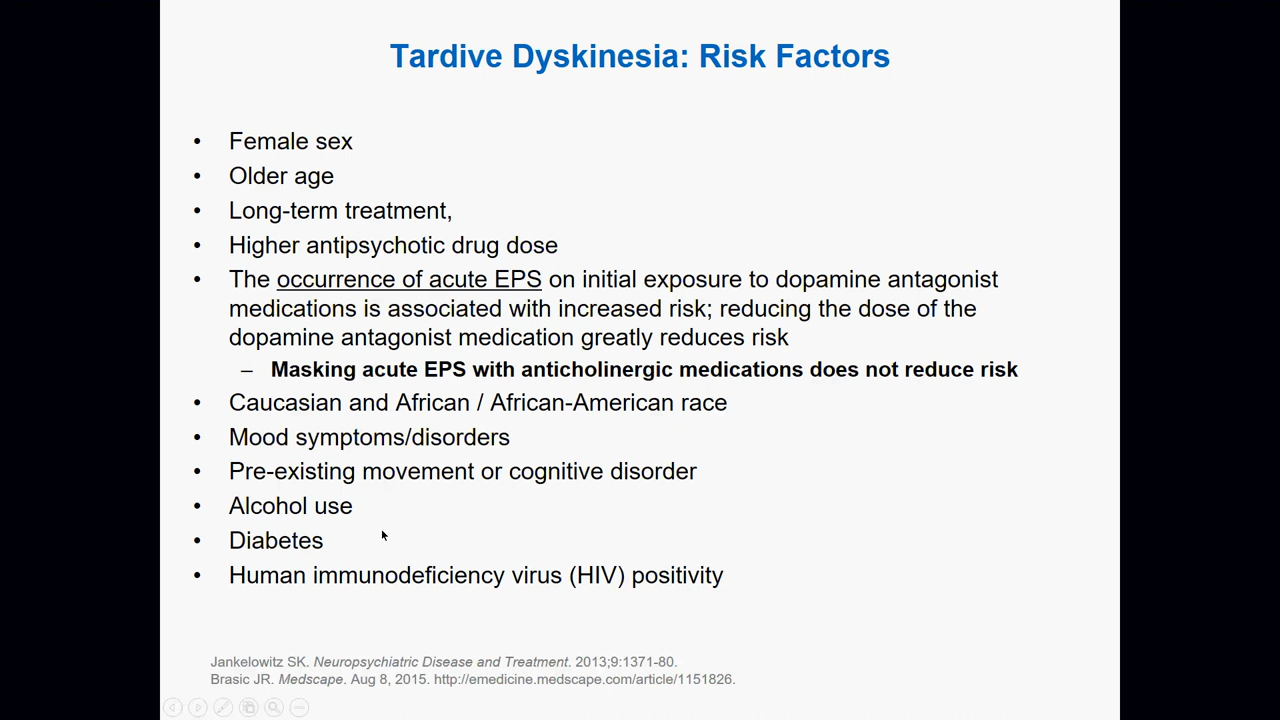 Tardive Dyskinesia: Risk Factors
• Female sex
• Older age
• Long-term treatment,
• Higher antipsychotic drug dose
• The occurrence of acute EPS on initial exposure to dopamine antagonist
medications is associated with increased risk; reducing the dose of the
dopamine antagonist medication greatly reduces risk
– Masking acute EPS with anticholinergic medications does not reduce risk
• Caucasian and African / African-American race
• Mood symptoms/disorders
• Pre-existing movement or cognitive disorder
• Alcohol use
• Diabetes
• Human immunodeficiency virus (HIV) positivity
Jankelowitz SK. Neuropsychiatric Disease and Treatment. 2013;9:1371-80.
Brasic JR. Medscape. Aug 8, 2015. http://emedicine.medscape.com/article/1151826.